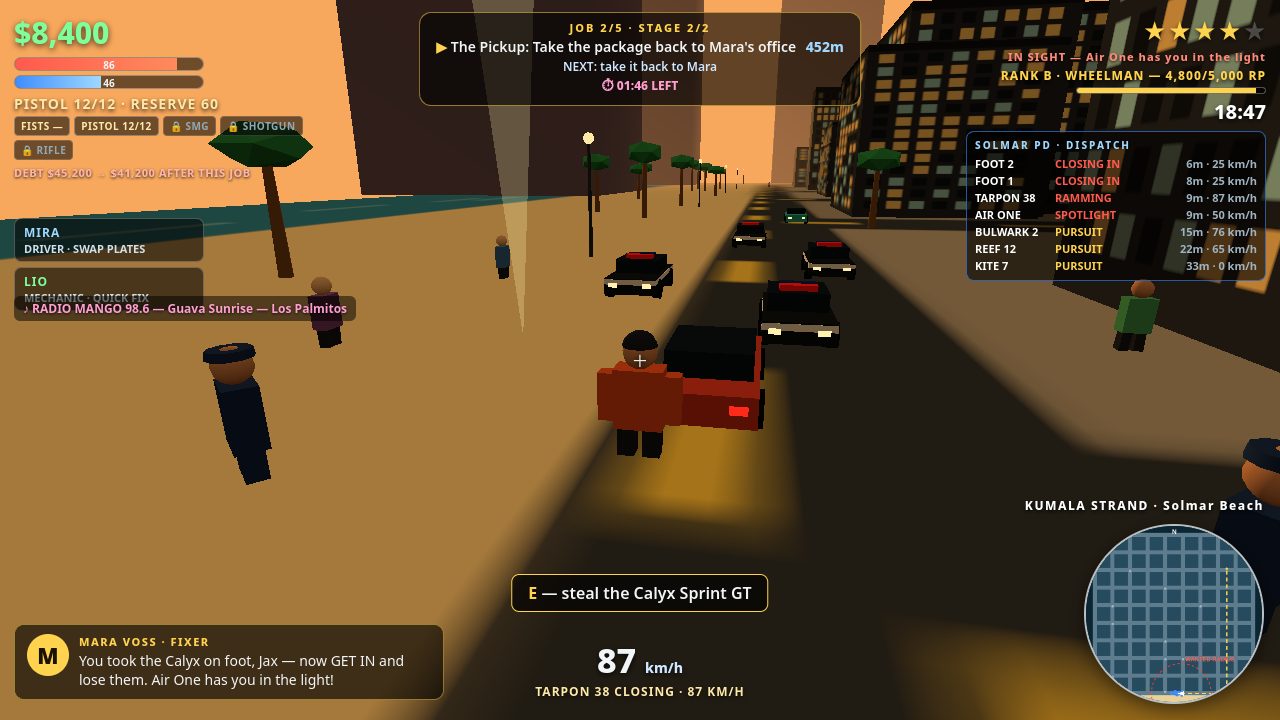 $8,400
86
46
PISTOL 12/12 · RESERVE 60
FISTS —
PISTOL 12/12
🔒 SMG
🔒 SHOTGUN
🔒 RIFLE
DEBT $45,200 → $41,200 AFTER THIS JOB
MIRA
DRIVER · SWAP PLATES
LIO
MECHANIC · QUICK FIX
♪ RADIO MANGO 98.6 — Guava Sunrise — Los Palmitos
JOB 2/5 · STAGE 2/2
▶ The Pickup: Take the package back to Mara's office 452m
NEXT: take it back to Mara
⏱ 01:46 LEFT
★★★★★
IN SIGHT — Air One has you in the light
RANK B · WHEELMAN — 4,800/5,000 RP
18:47
SOLMAR PD · DISPATCH
FOOT 2 CLOSING IN 6m · 25 km/h
FOOT 1 CLOSING IN 8m · 25 km/h
TARPON 38 RAMMING 9m · 87 km/h
AIR ONE SPOTLIGHT 9m · 50 km/h
BULWARK 2 PURSUIT 15m · 76 km/h
REEF 12 PURSUIT 22m · 65 km/h
KITE 7 PURSUIT 33m · 0 km/h
KUMALA STRAND · Solmar Beach
N
E — steal the Calyx Sprint GT
87 km/h
TARPON 38 CLOSING · 87 KM/H
M
MARA VOSS · FIXER
You took the Calyx on foot, Jax — now GET IN and
lose them. Air One has you in the light!